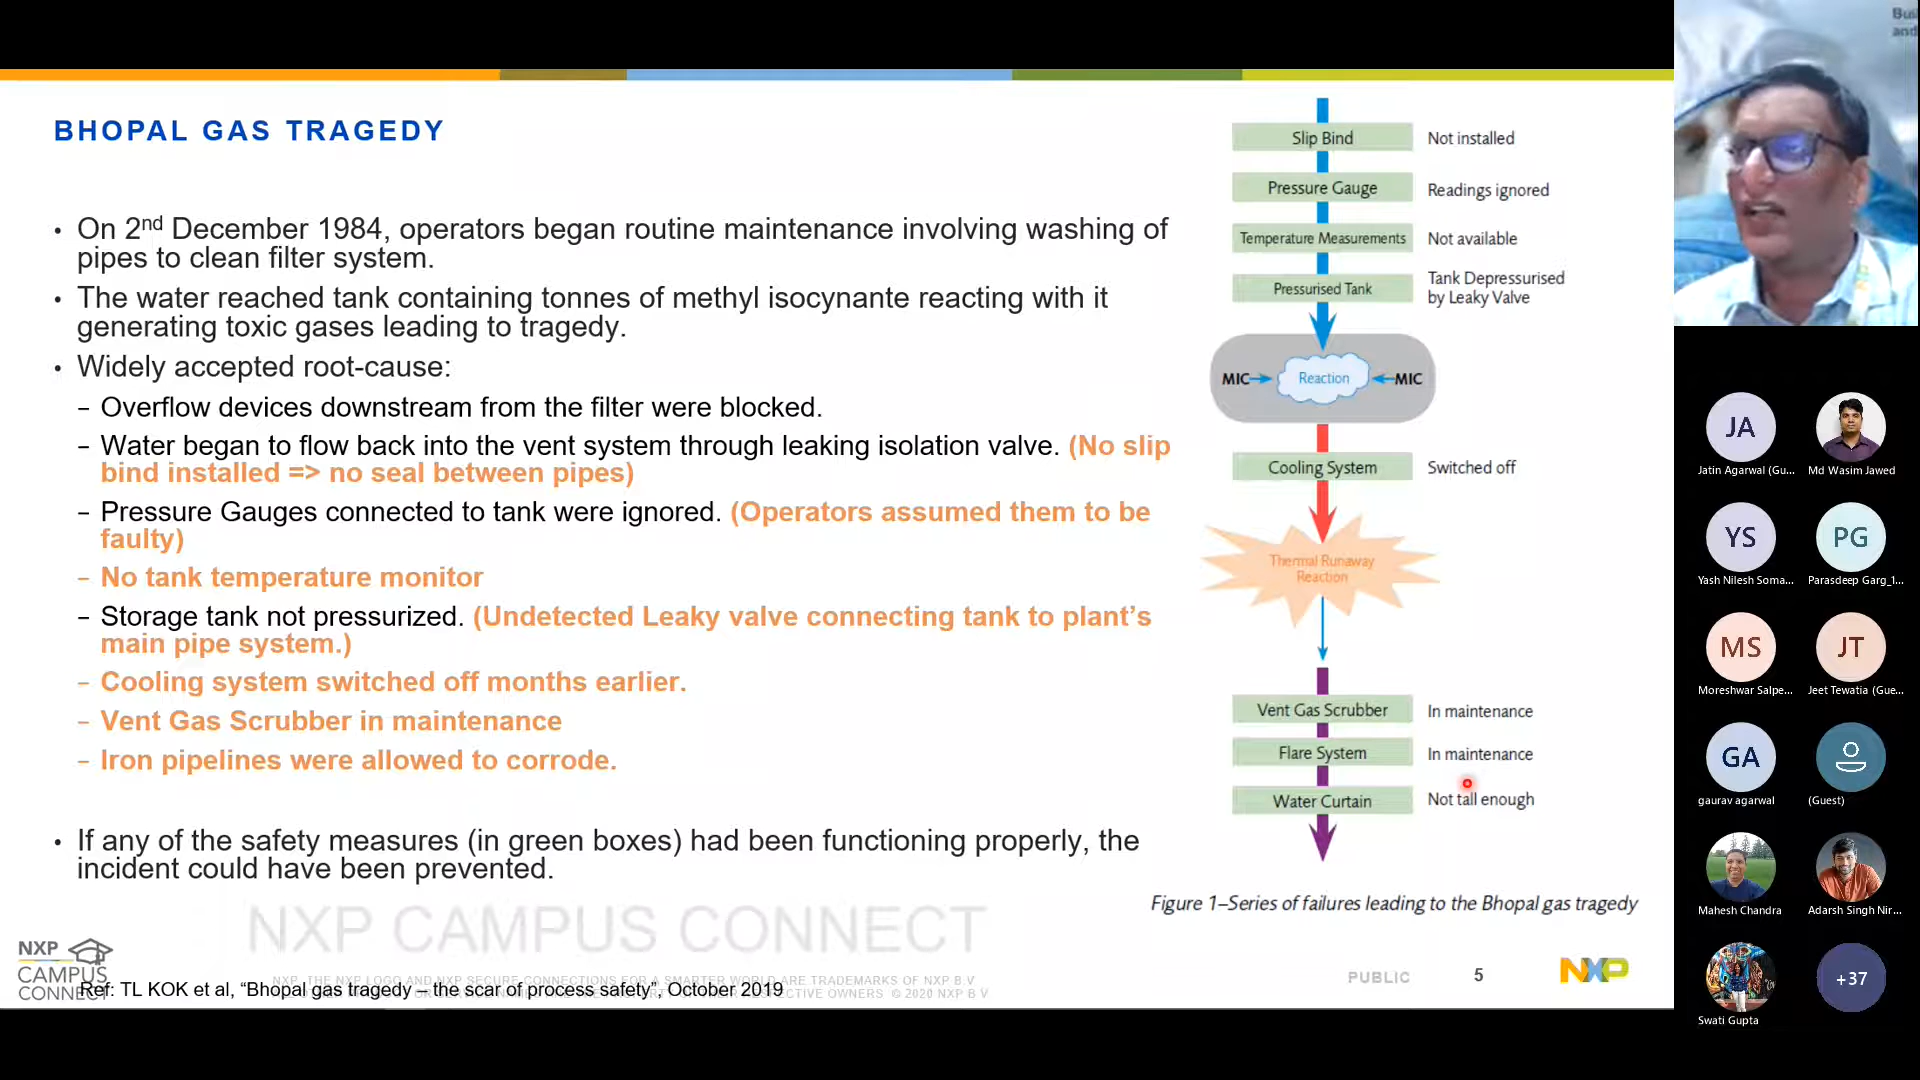 Bui
and
BHOPAL GAS TRAGEDY
• On 2nd December 1984, operators began routine maintenance involving washing of
pipes to clean filter system.
• The water reached tank containing tonnes of methyl isocynante reacting with it
generating toxic gases leading to tragedy.
• Widely accepted root-cause:
– Overflow devices downstream from the filter were blocked.
– Water began to flow back into the vent system through leaking isolation valve. (No slip
bind installed => no seal between pipes)
– Pressure Gauges connected to tank were ignored. (Operators assumed them to be
faulty)
– No tank temperature monitor
– Storage tank not pressurized. (Undetected Leaky valve connecting tank to plant’s
main pipe system.)
– Cooling system switched off months earlier.
– Vent Gas Scrubber in maintenance
– Iron pipelines were allowed to corrode.
• If any of the safety measures (in green boxes) had been functioning properly, the
incident could have been prevented.
Slip Bind Not installed
Pressure Gauge Readings ignored
Temperature Measurements Not available
Pressurised Tank Tank Depressurised
by Leaky Valve
MIC Reaction MIC
Cooling System Switched off
Thermal Runaway
Reaction
Vent Gas Scrubber In maintenance
Flare System In maintenance
Water Curtain Not tall enough
Figure 1–Series of failures leading to the Bhopal gas tragedy
NXP CAMPUS CONNECT
NXP
CAMPUS
CONNECT
NXP, THE NXP LOGO AND NXP SECURE CONNECTIONS FOR A SMARTER WORLD ARE TRADEMARKS OF NXP B.V
Ref: TL KOK et al, “Bhopal gas tragedy – the scar of process safety”, October 2019
OWNERS © 2020 NXP B V
PUBLIC 5 NXP
JA
Jatin Agarwal (Gu... Md Wasim Jawed
YS PG
Yash Nilesh Soma... Parasdeep Garg_1...
MS JT
Moreshwar Salpe... Jeet Tewatia (Gue...
GA
gaurav agarwal (Guest)
Mahesh Chandra Adarsh Singh Nir...
+37
Swati Gupta